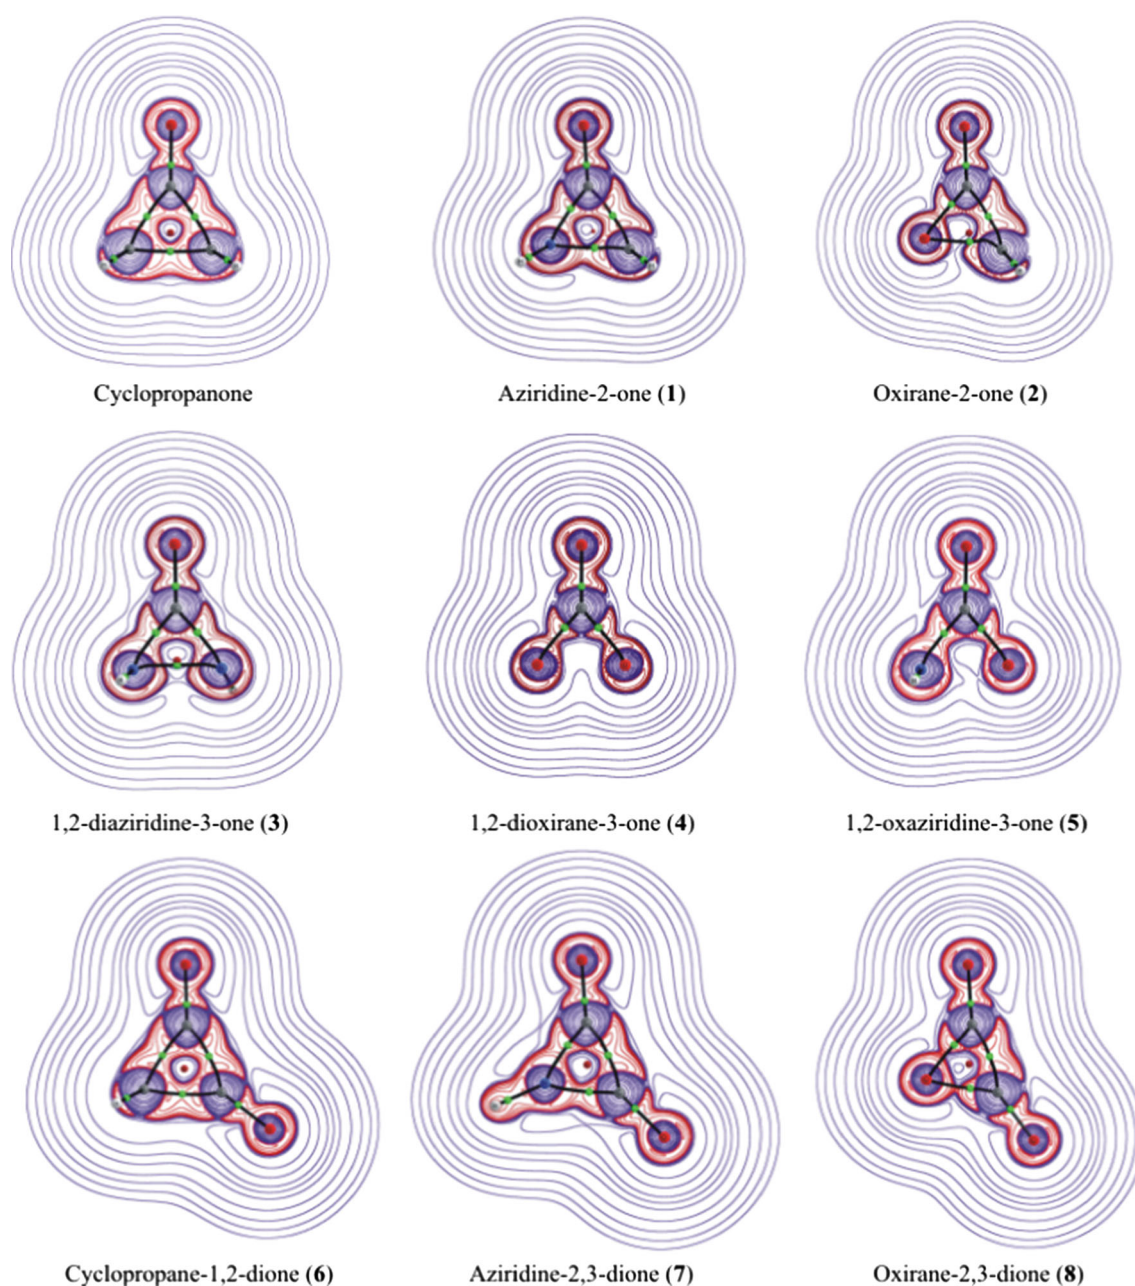 Cyclopropanone
Aziridine-2-one (1)
Oxirane-2-one (2)
1,2-diaziridine-3-one (3)
1,2-dioxirane-3-one (4)
1,2-oxaziridine-3-one (5)
Cyclopropane-1,2-dione (6)
Aziridine-2,3-dione (7)
Oxirane-2,3-dione (8)